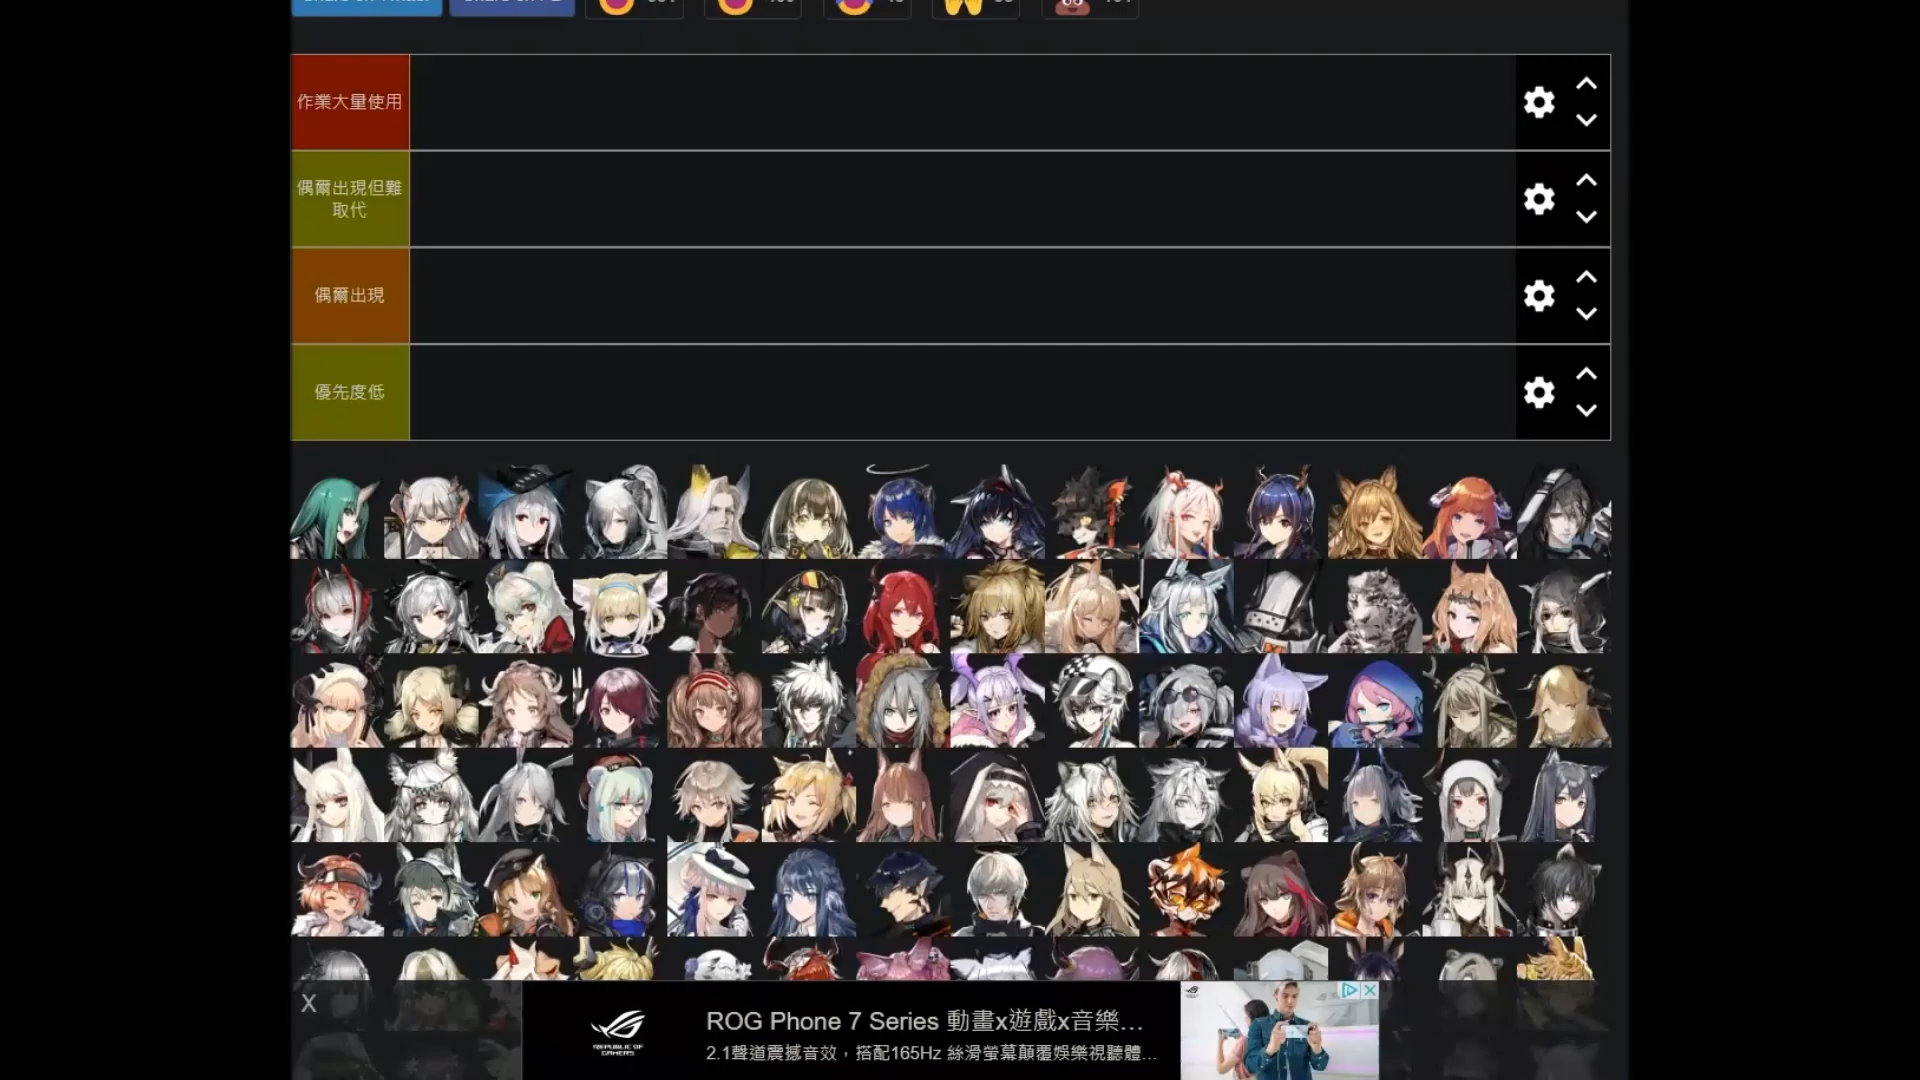 作業大量使用
偶爾出現但難
取代
偶爾出現
優先度低
X
REPUBLIC OF
GAMERS
ROG Phone 7 Series 動畫x遊戲x音樂...
2.1聲道震撼音效，搭配165Hz 絲滑螢幕顛覆娛樂視聽體...